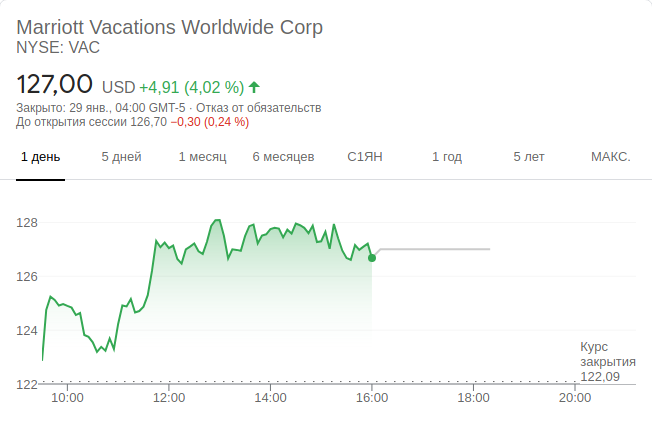 Marriott Vacations Worldwide Corp
NYSE: VAC
127,00 USD +4,91 (4,02 %)
Закрыто: 29 янв., 04:00 GMT-5 · Отказ от обязательств
До открытия сессии 126,70 −0,30 (0,24 %)
1 день 5 дней 1 месяц 6 месяцев С1ЯН 1 год 5 лет МАКС.
128
126
124
Курс
закрытия
122,09
122
10:00 12:00 14:00 16:00 18:00 20:00